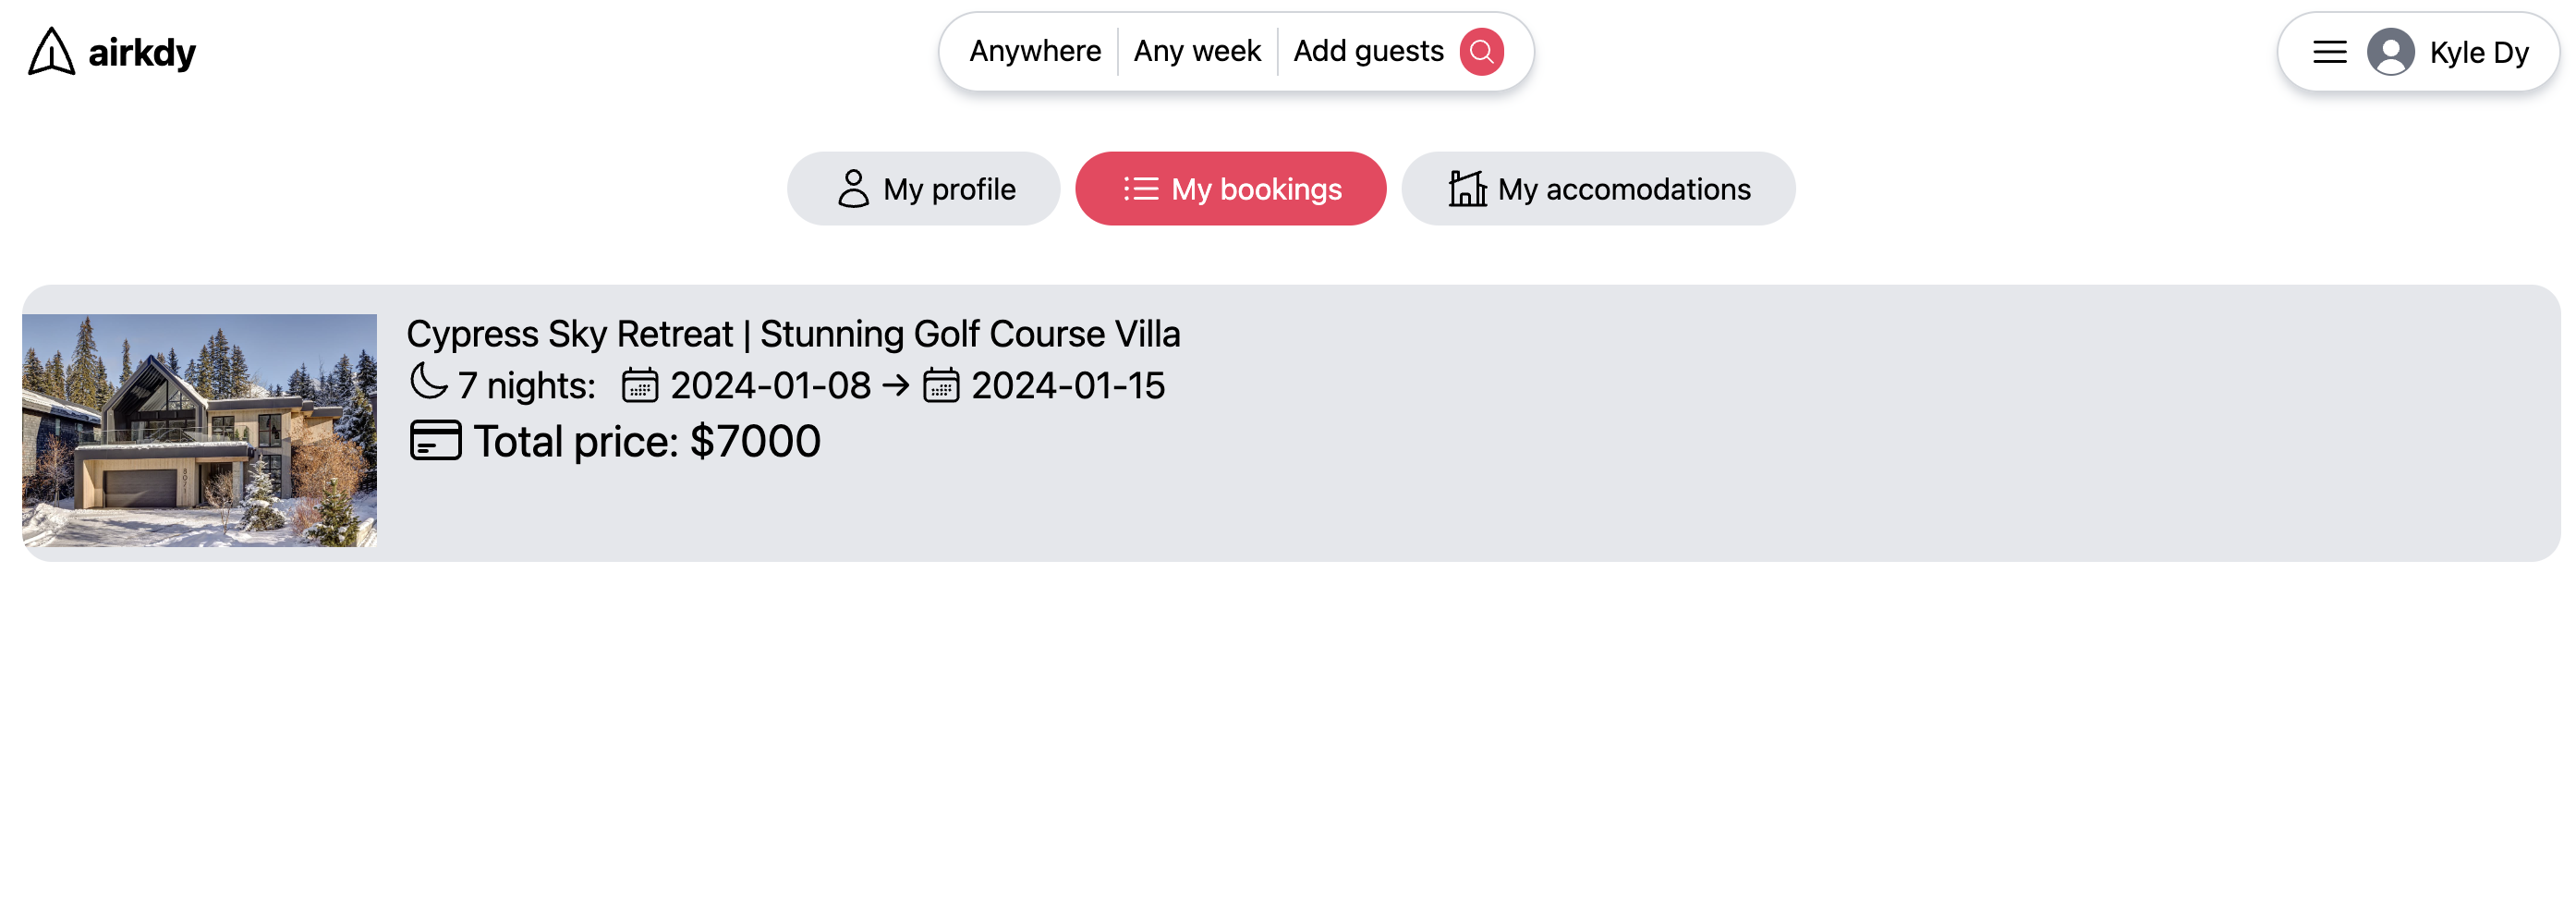 airkdy
Anywhere Any week Add guests
Kyle Dy
My profile
My bookings
My accomodations
Cypress Sky Retreat | Stunning Golf Course Villa
7 nights: 2024-01-08 → 2024-01-15
Total price: $7000